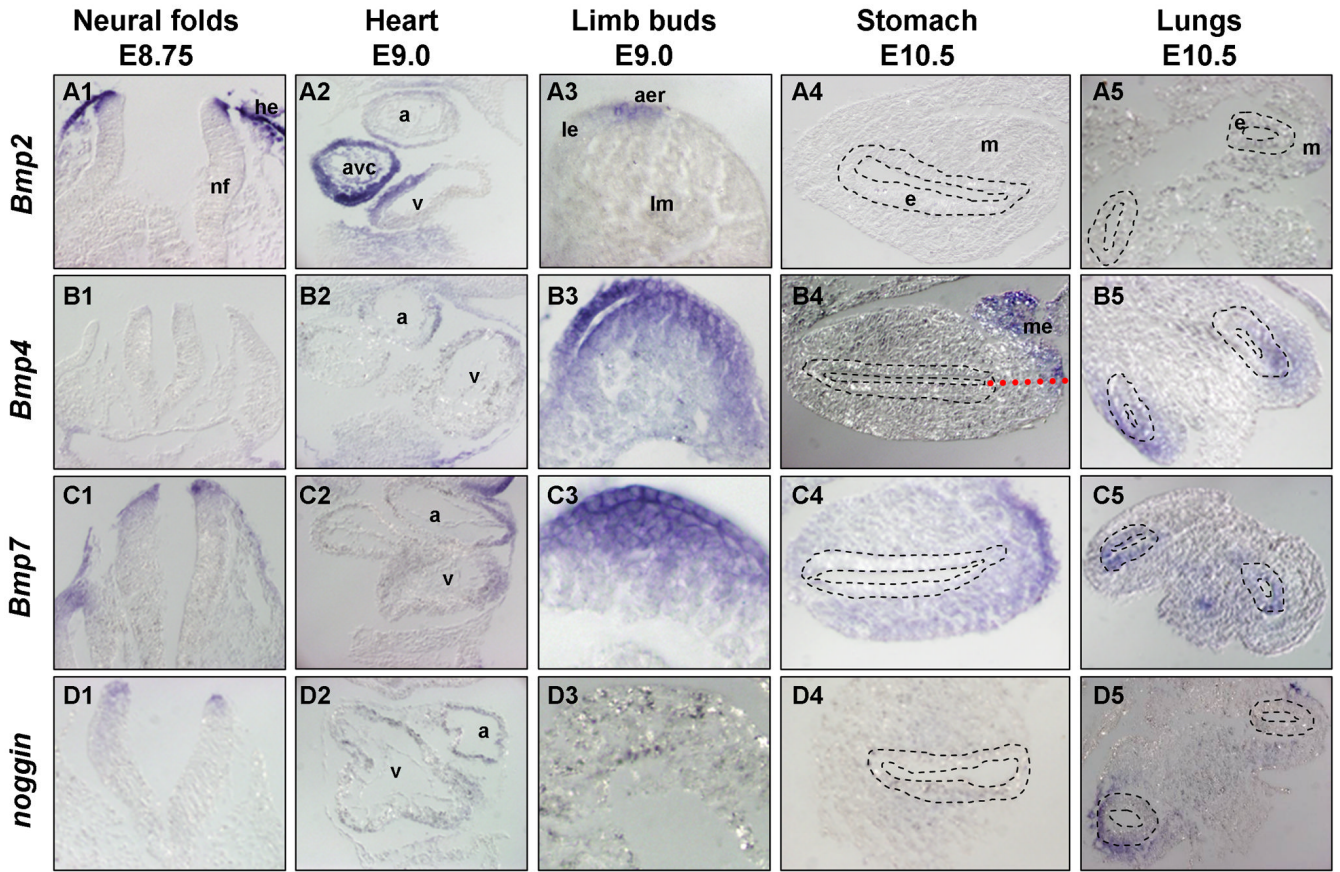 Neural folds Heart Limb buds Stomach Lungs
E8.75 E9.0 E9.0 E10.5 E10.5
Bmp2
A1 he nf
A2 a avc v
A3 aer le lm
A4 m e
A5 e m
Bmp4
B1
B2 a v
B3
B4 me
B5
Bmp7
C1
C2 a v
C3
C4
C5
noggin
D1
D2 a v
D3
D4
D5